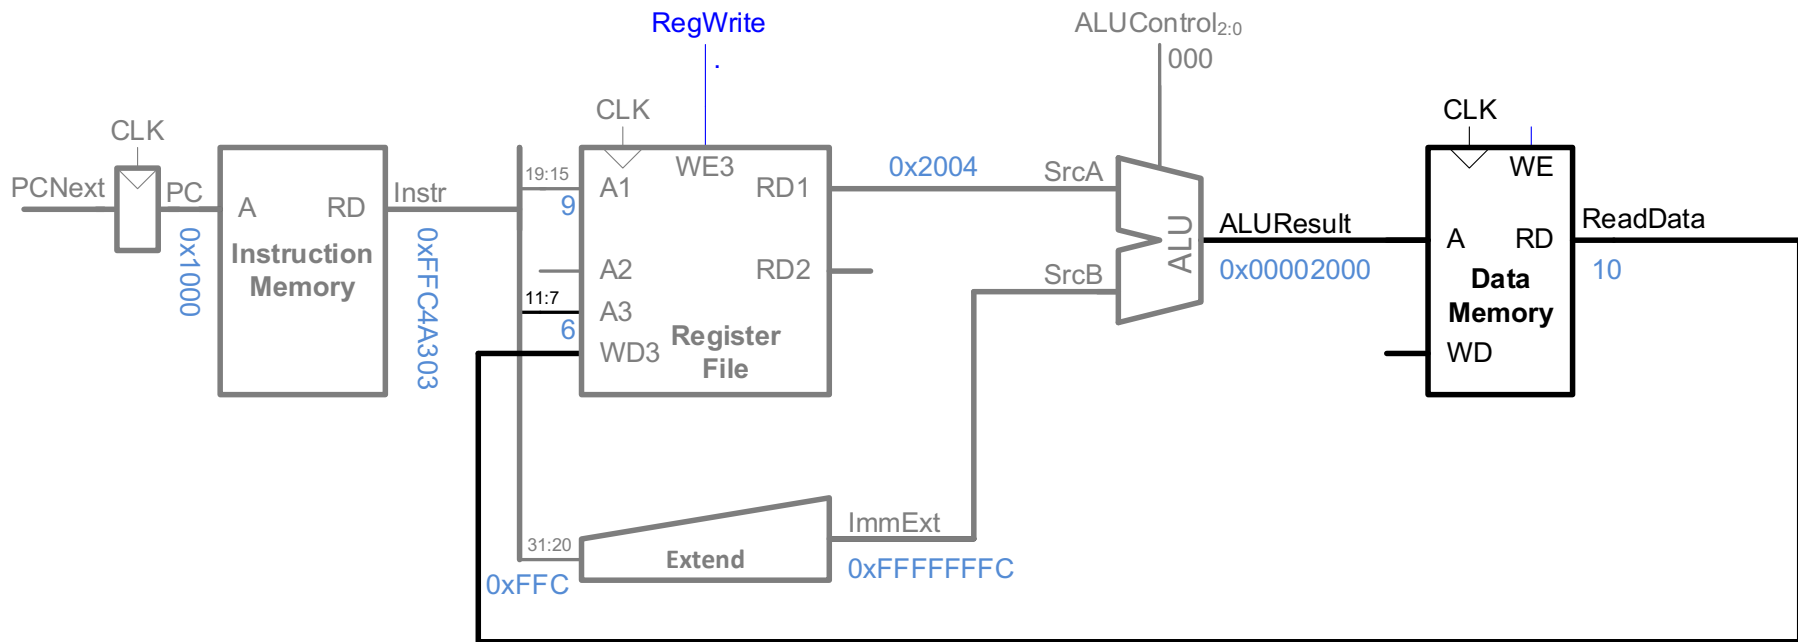 RegWrite
.
ALUControl2:0
000
CLK
CLK
CLK
PCNext
PC
0x1000
A
RD
Instruction
Memory
Instr
0xFFC4A303
19:15
9
A1
WE3
RD1
0x2004
A2
RD2
11:7
6
A3
WD3
Register
File
SrcA
SrcB
ALU
ALUResult
0x00002000
WE
A
RD
Data
Memory
WD
ReadData
10
31:20
0xFFC
Extend
ImmExt
0xFFFFFFFC